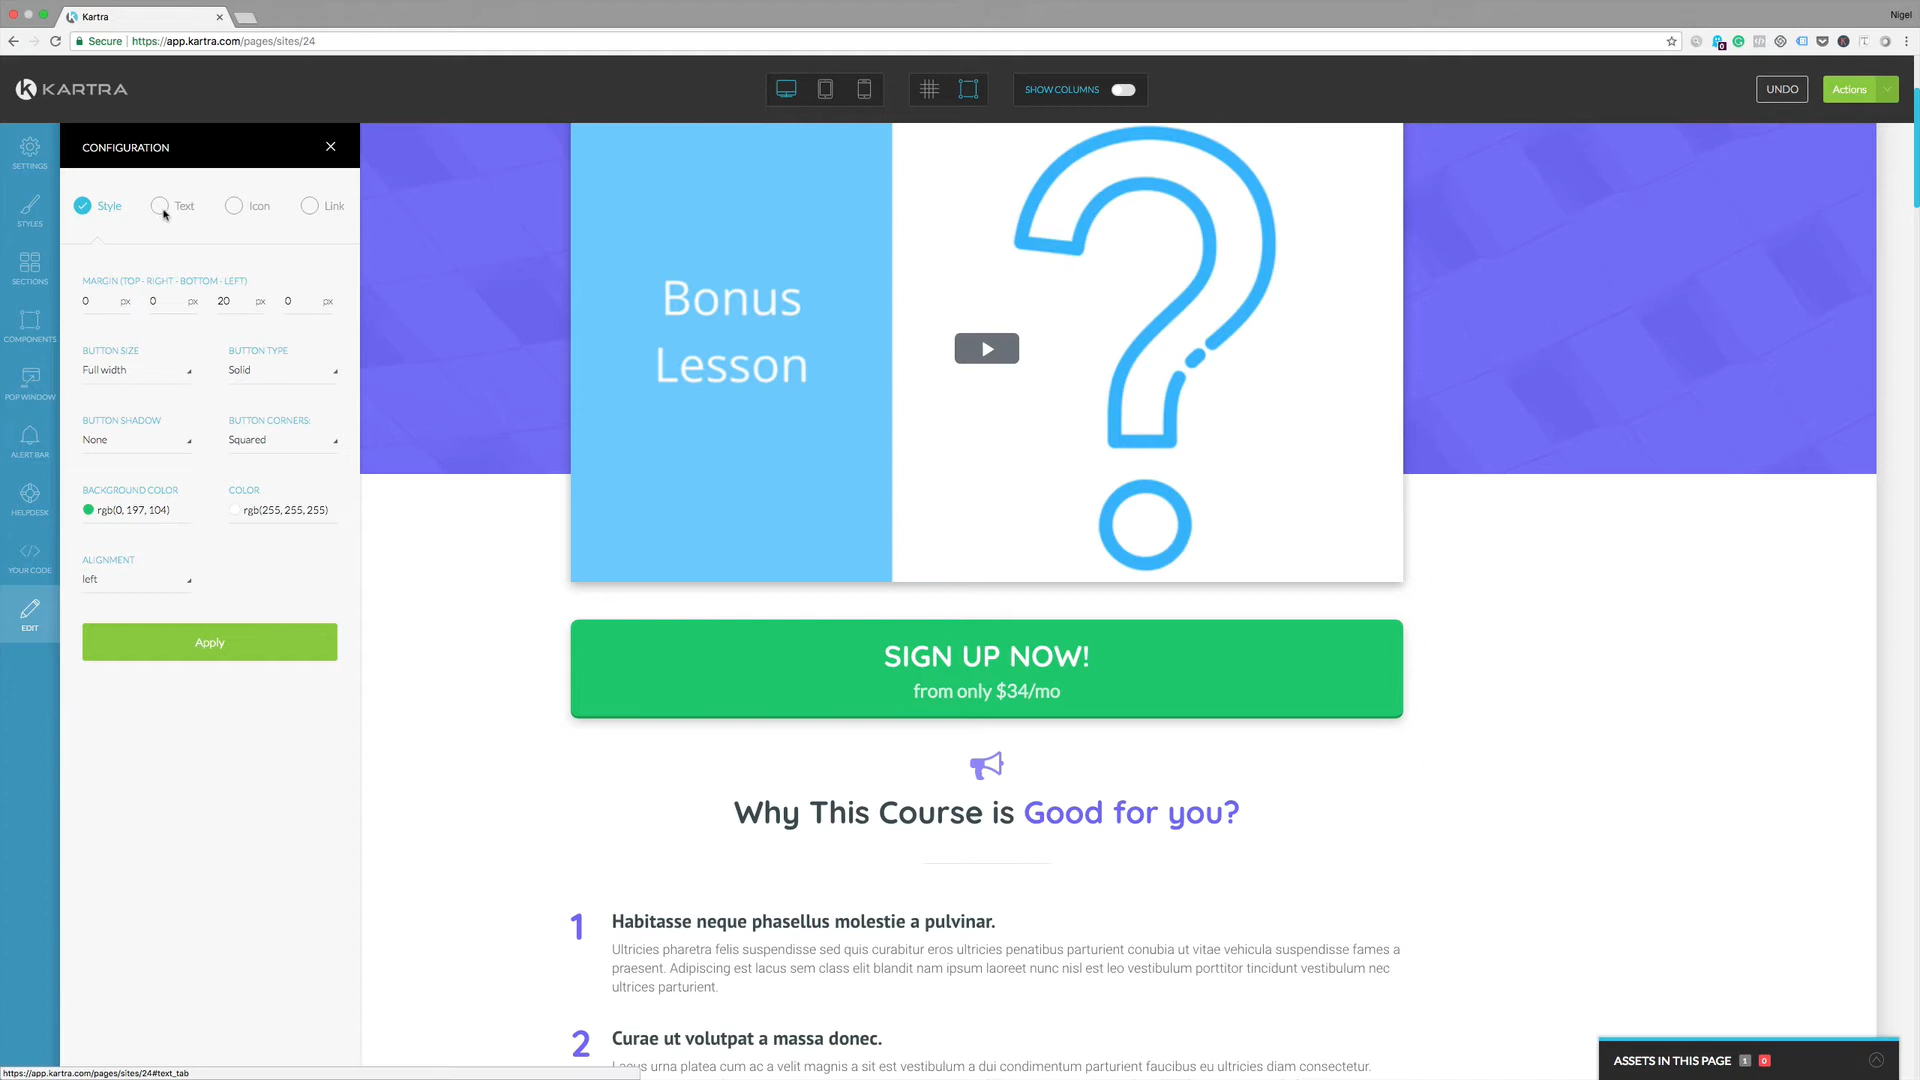 Kartra
Nigel
Secure | https://app.kartra.com/pages/sites/24
KARTRA
SHOW COLUMNS
UNDO
Actions
SETTINGS
STYLES
SECTIONS
COMPONENTS
POP WINDOW
ALERT BAR
HELPDESK
YOUR CODE
EDIT
CONFIGURATION
Style Text Icon Link
MARGIN (TOP - RIGHT - BOTTOM - LEFT)
0 px 0 px 20 px 0 px
BUTTON SIZE BUTTON TYPE
Full width Solid
BUTTON SHADOW BUTTON CORNERS:
None Squared
BACKGROUND COLOR COLOR
rgb(0, 197, 104) rgb(255, 255, 255)
ALIGNMENT
left
Apply
Bonus
Lesson
SIGN UP NOW!
from only $34/mo
Why This Course is Good for you?
1 Habitasse neque phasellus molestie a pulvinar.
Ultricies pharetra felis suspendisse sed quis curabitur eros ultricies penatibus parturient conubia ut vitae vehicula suspendisse fames a
praesent. Adipiscing est lacus sem class elit blandit nam ipsum laoreet nunc nisl est leo vestibulum porttitor tincidunt vestibulum nec
ultrices parturient.
2 Curae ut volutpat a massa donec.
Lacus urna platea cum ac a velit magnis a sit est vestibulum a dui condimentum parturient faucibus eu ultricies diam consectetur.
ASSETS IN THIS PAGE 1 0
https://app.kartra.com/pages/sites/24#text_tab